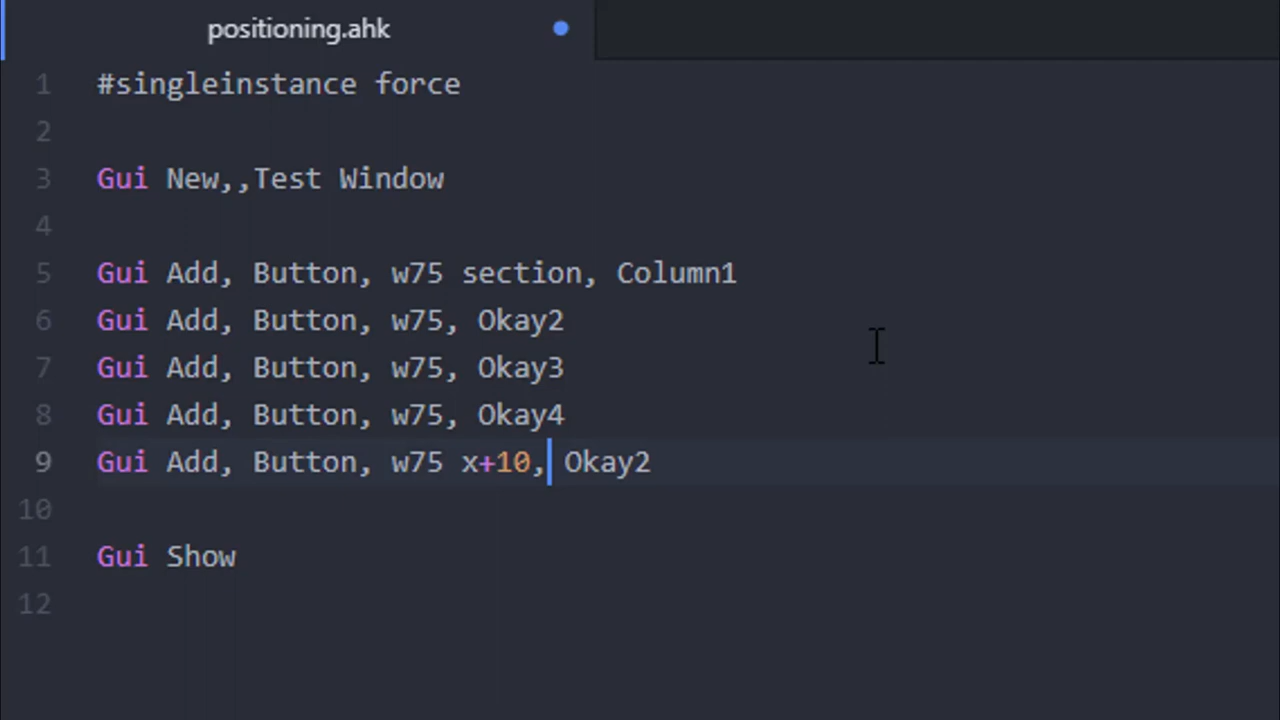 positioning.ahk
1 #singleinstance force
2
3 Gui New,,Test Window
4
5 Gui Add, Button, w75 section, Column1
6 Gui Add, Button, w75, Okay2
7 Gui Add, Button, w75, Okay3
8 Gui Add, Button, w75, Okay4
9 Gui Add, Button, w75 x+10, Okay2
10
11 Gui Show
12